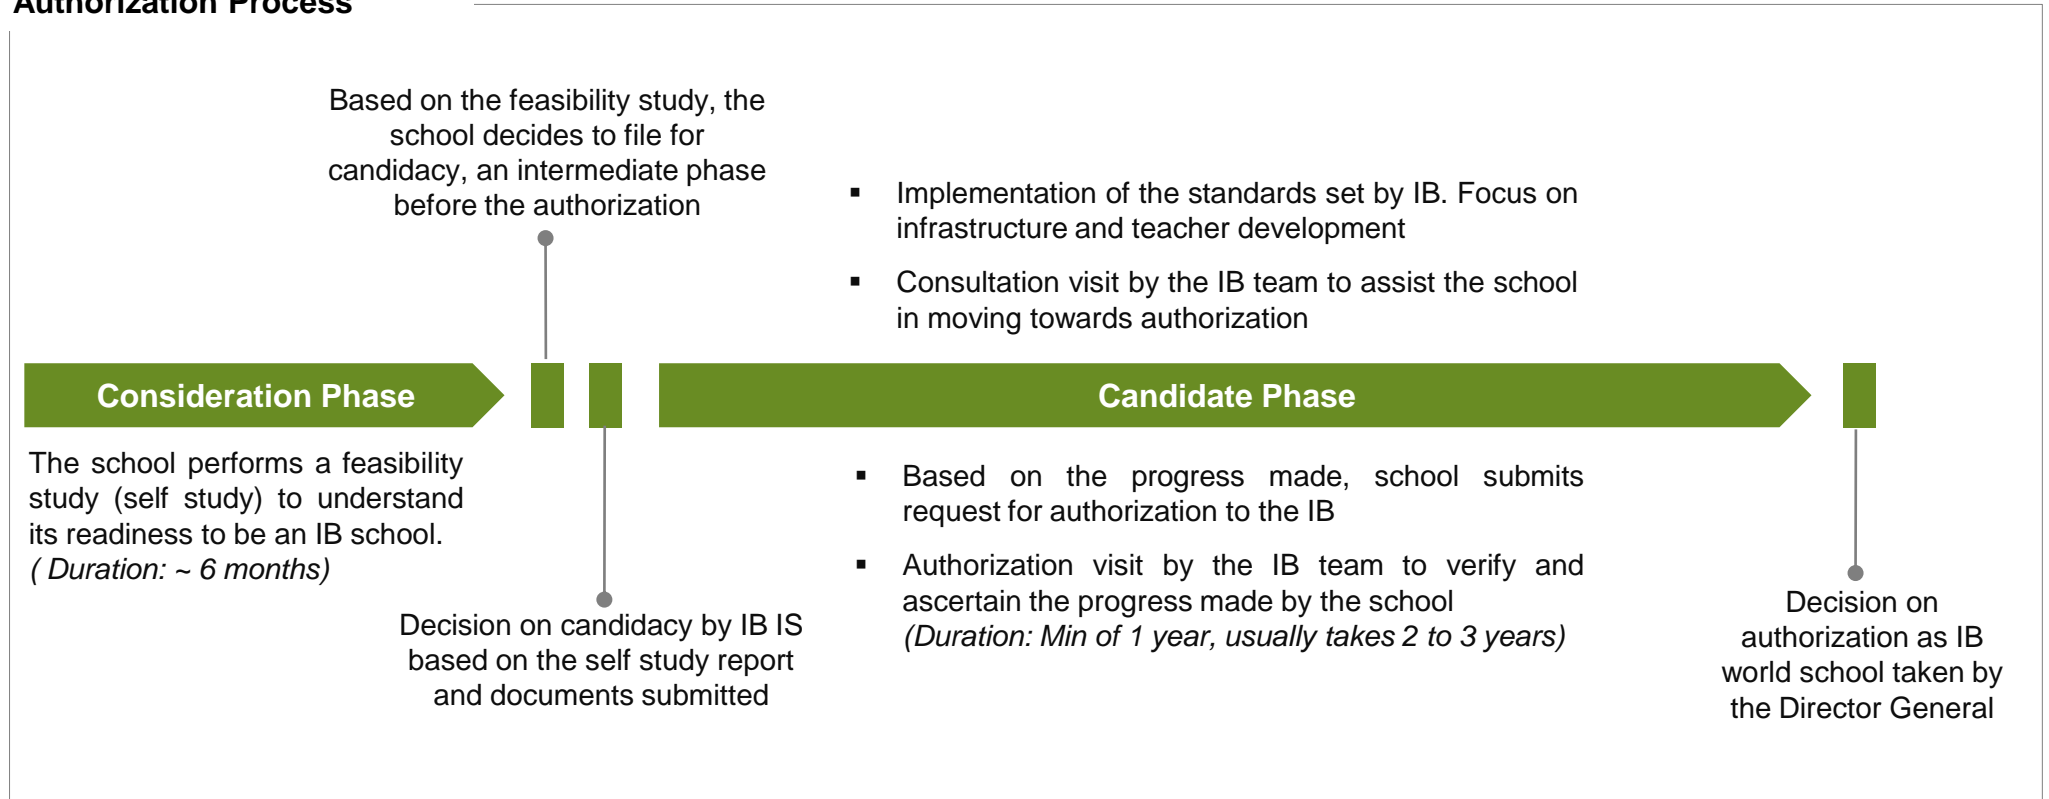 Authorization Process
Based on the feasibility study, the
school decides to file for
candidacy, an intermediate phase
before the authorization
▪ Implementation of the standards set by IB. Focus on
infrastructure and teacher development
▪ Consultation visit by the IB team to assist the school
in moving towards authorization
Consideration Phase
Candidate Phase
The school performs a feasibility
study (self study) to understand
its readiness to be an IB school.
( Duration: ~ 6 months)
Decision on candidacy by IB IS
based on the self study report
and documents submitted
▪ Based on the progress made, school submits
request for authorization to the IB
▪ Authorization visit by the IB team to verify and
ascertain the progress made by the school
(Duration: Min of 1 year, usually takes 2 to 3 years)
Decision on
authorization as IB
world school taken by
the Director General